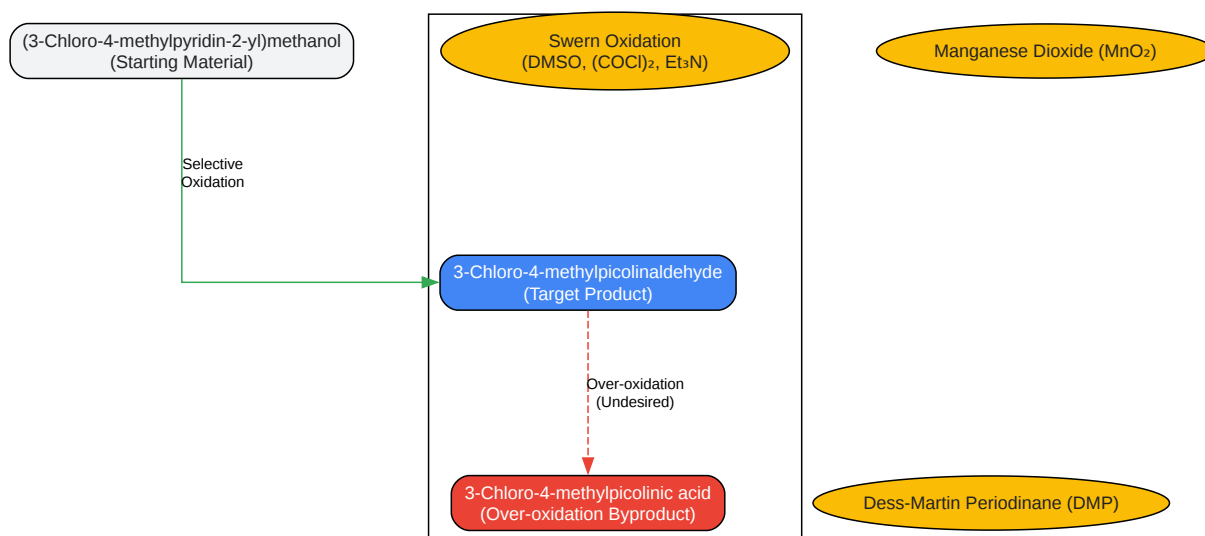 (3-Chloro-4-methylpyridin-2-yl)methanol
(Starting Material)
Swern Oxidation
(DMSO, (COCl)₂, Et₃N)
Manganese Dioxide (MnO₂)
Selective
Oxidation
3-Chloro-4-methylpicolinaldehyde
(Target Product)
Over-oxidation
(Undesired)
3-Chloro-4-methylpicolinic acid
(Over-oxidation Byproduct)
Dess-Martin Periodinane (DMP)